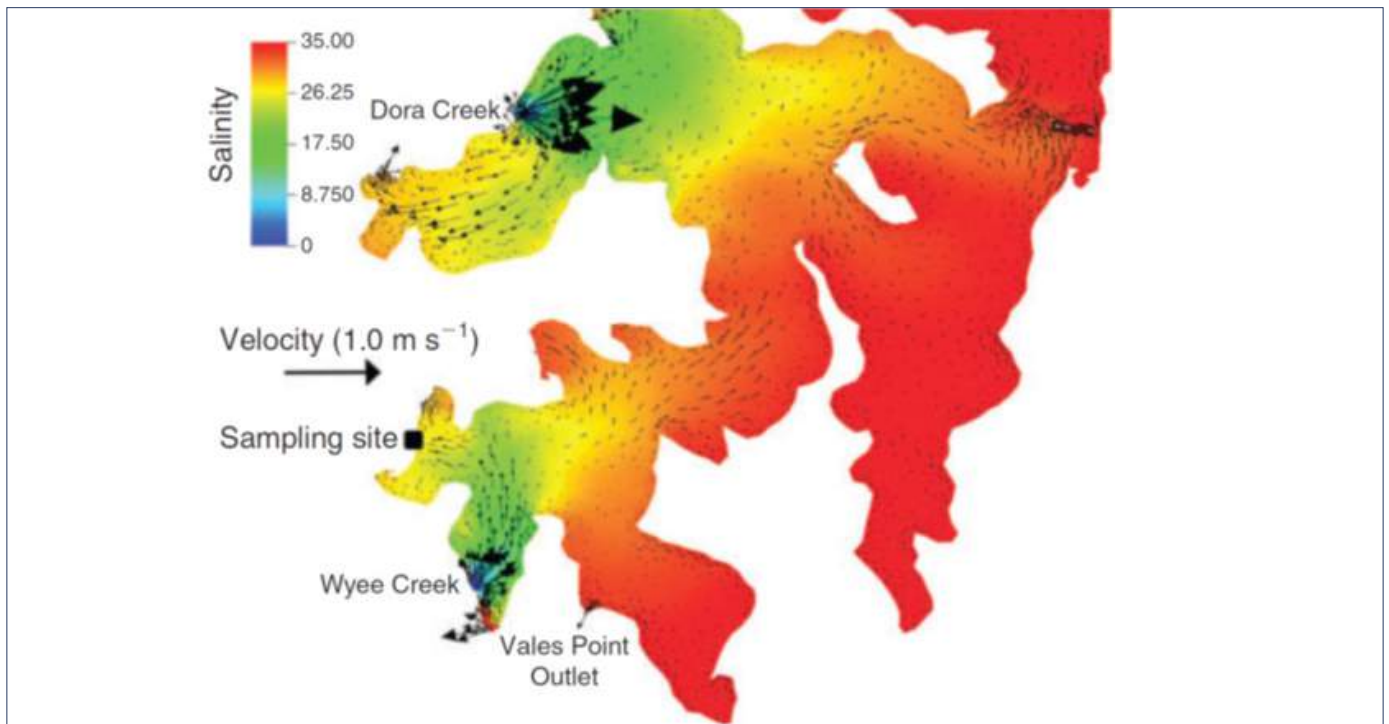 Salinity
35.00
26.25
17.50
8.750
0
Dora Creek
Velocity (1.0 m s⁻¹)
Sampling site
Wyee Creek
Vales Point
Outlet